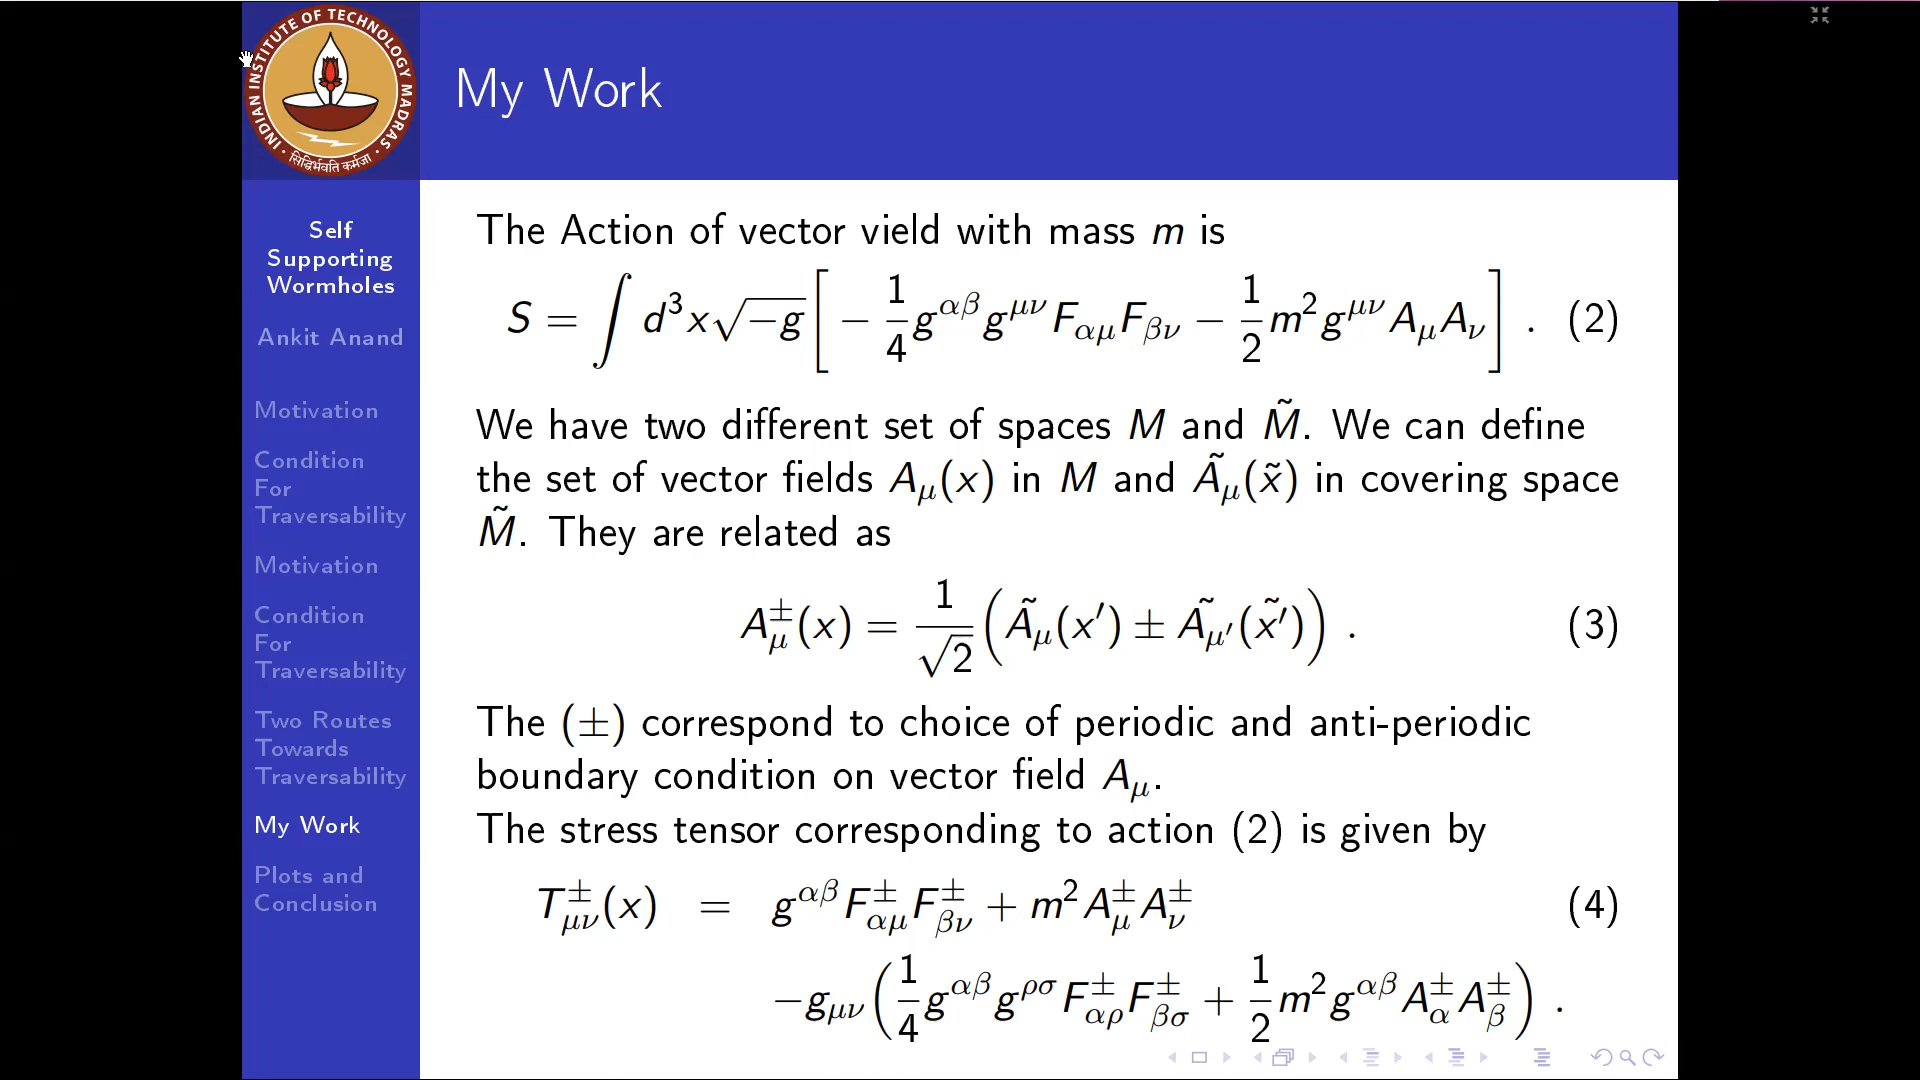 INDIAN INSTITUTE OF TECHNOLOGY MADRAS
सिद्धिर्भवति कर्मजा
My Work
Self
Supporting
Wormholes
Ankit Anand
Motivation
Condition
For
Traversability
Motivation
Condition
For
Traversability
Two Routes
Towards
Traversability
My Work
Plots and
Conclusion
The Action of vector vield with mass m is
S = ∫ d³x√−g[ − 1/4 g^{αβ} g^{μν} F_{αμ} F_{βν} − 1/2 m² g^{μν} A_μ A_ν ] . (2)
We have two different set of spaces M and M̃. We can define
the set of vector fields A_μ(x) in M and Ã_μ(x̃) in covering space
M̃. They are related as
A^±_μ(x) = 1/√2 ( Ã_μ(x′) ± Ã_{μ′}(x̃′) ) . (3)
The (±) correspond to choice of periodic and anti-periodic
boundary condition on vector field A_μ.
The stress tensor corresponding to action (2) is given by
T^±_{μν}(x) = g^{αβ} F^±_{αμ} F^±_{βν} + m² A^±_μ A^±_ν (4)
−g_{μν} ( 1/4 g^{αβ} g^{ρσ} F^±_{αρ} F^±_{βσ} + 1/2 m² g^{αβ} A^±_α A^±_β ) .